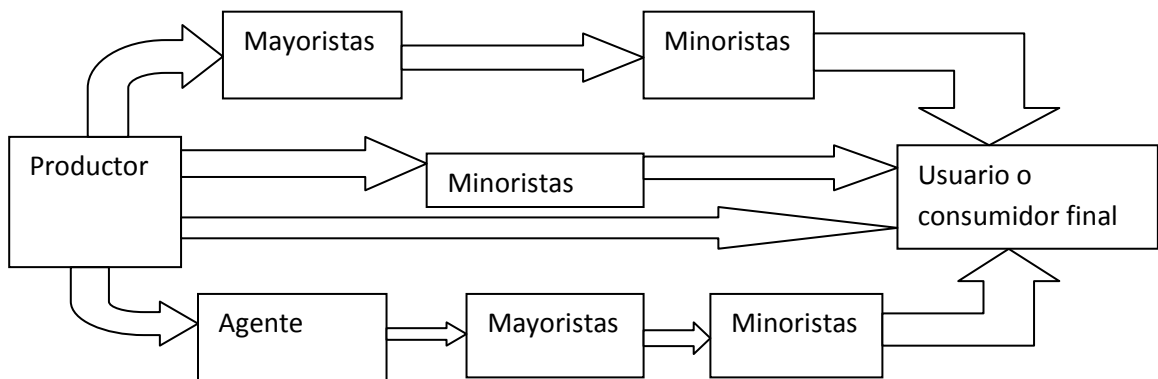 Mayoristas
Minoristas
Productor
Minoristas
Usuario o
consumidor final
Agente
Mayoristas
Minoristas